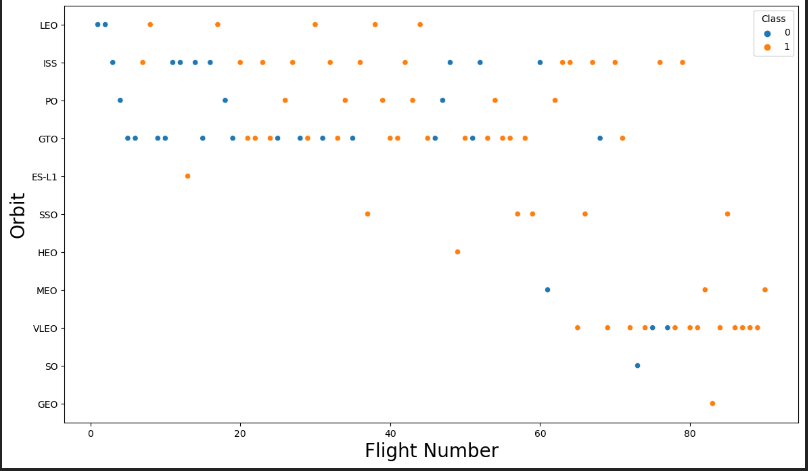 LEO
ISS
PO
GTO
ES-L1
SSO
HEO
MEO
VLEO
SO
GEO
Orbit
0
20
40
60
80
Flight Number
Class
0
1